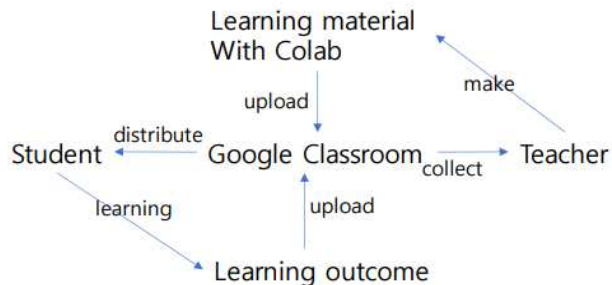 Learning material
With Colab
make
upload
distribute
Student
Google Classroom
collect
Teacher
learning
upload
Learning outcome